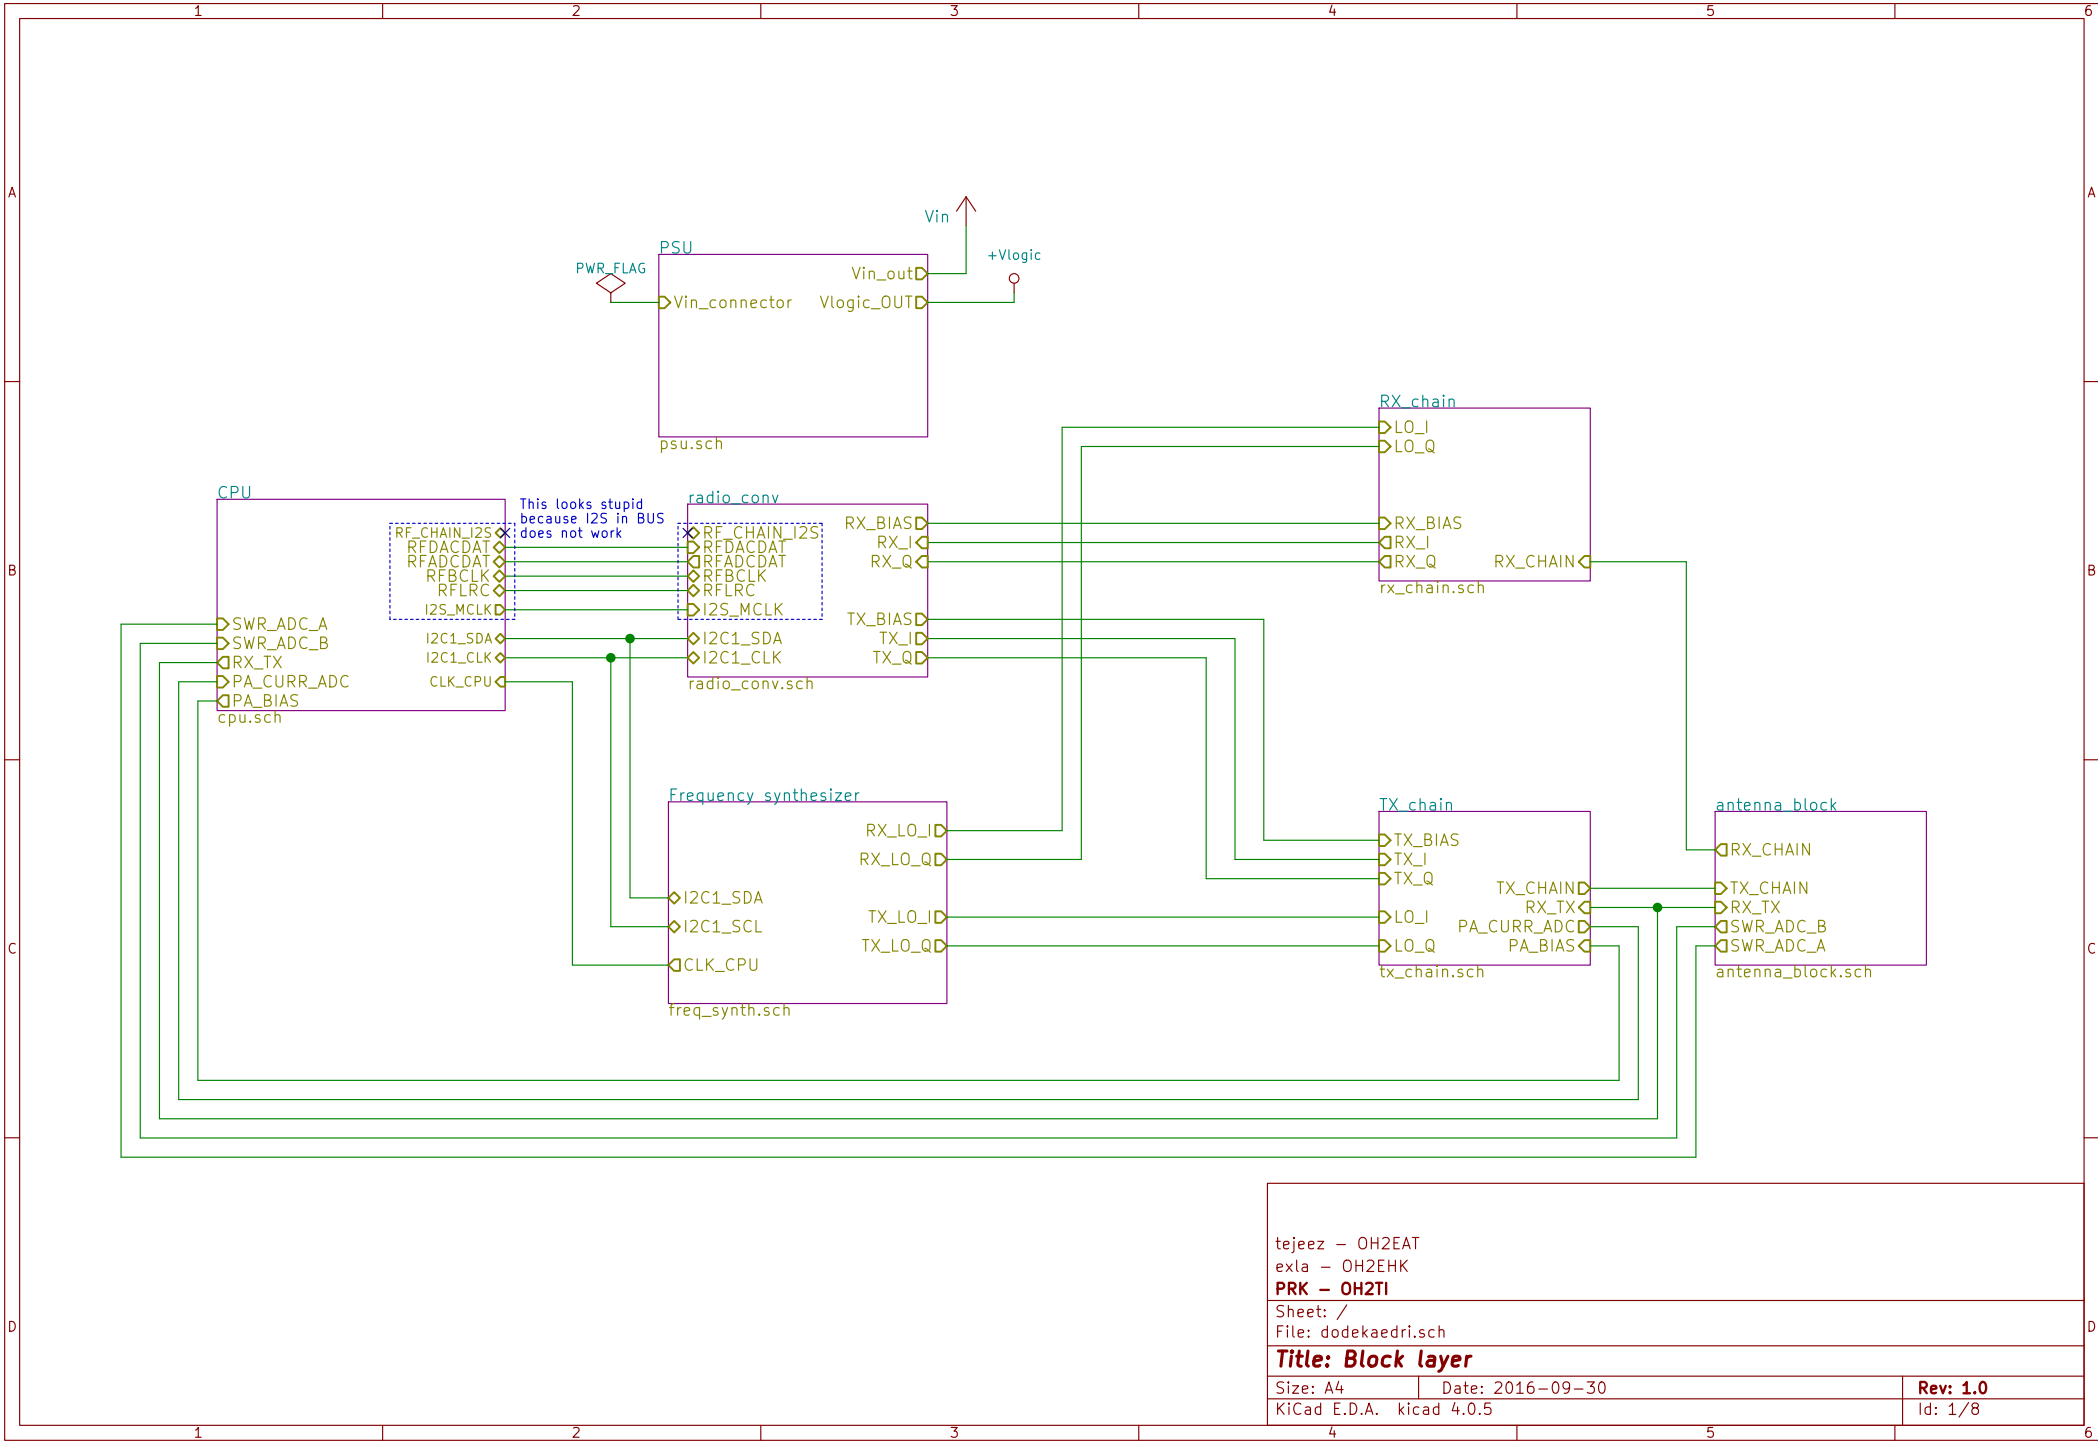 1 2 3 4 5 6
A A
B B
C C
D D
Vin
+Vlogic
PWR_FLAG
PSU
Vin_out
Vin_connector Vlogic_OUT
psu.sch
CPU
RF_CHAIN_I2S
RFDACDAT
RFADCDAT
RFBCLK
RFLRC
I2S_MCLK
SWR_ADC_A
SWR_ADC_B
RX_TX
PA_CURR_ADC
PA_BIAS
I2C1_SDA
I2C1_CLK
CLK_CPU
cpu.sch
This looks stupid
because I2S in BUS
does not work
radio_conv
RF_CHAIN_I2S
RFDACDAT
RFADCDAT
RFBCLK
RFLRC
I2S_MCLK
I2C1_SDA
I2C1_CLK
RX_BIAS
RX_I
RX_Q
TX_BIAS
TX_I
TX_Q
radio_conv.sch
RX_chain
LO_I
LO_Q
RX_BIAS
RX_I
RX_Q RX_CHAIN
rx_chain.sch
Frequency synthesizer
RX_LO_I
RX_LO_Q
I2C1_SDA
I2C1_SCL
CLK_CPU
TX_LO_I
TX_LO_Q
freq_synth.sch
TX_chain
TX_BIAS
TX_I
TX_Q
LO_I
LO_Q
TX_CHAIN
RX_TX
PA_CURR_ADC
PA_BIAS
tx_chain.sch
antenna_block
RX_CHAIN
TX_CHAIN
RX_TX
SWR_ADC_B
SWR_ADC_A
antenna_block.sch
tejeez - OH2EAT
exla - OH2EHK
PRK - OH2TI
Sheet: /
File: dodekaedri.sch
Title: Block layer
Size: A4 Date: 2016-09-30 Rev: 1.0
KiCad E.D.A. kicad 4.0.5 Id: 1/8
1 2 3 4 5 6